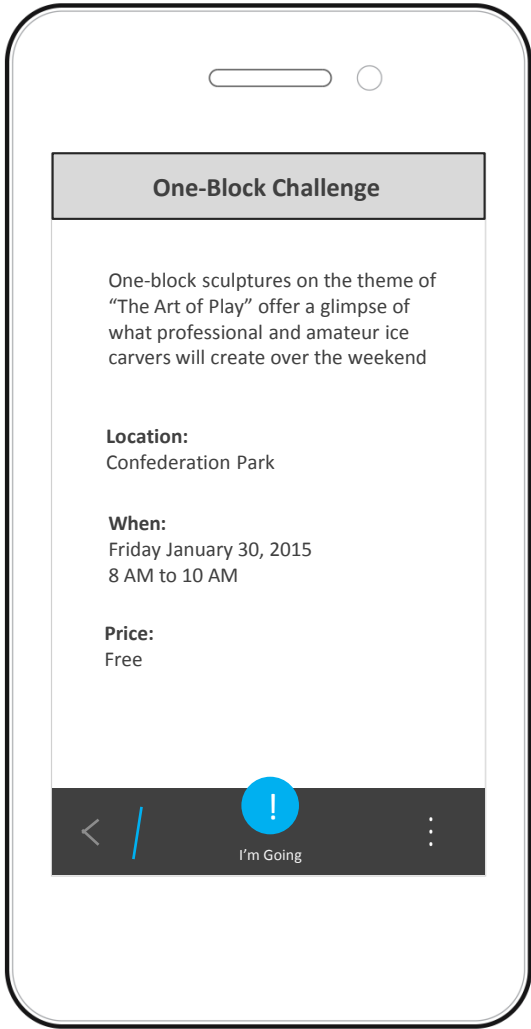 One-Block Challenge
One-block sculptures on the theme of
“The Art of Play” offer a glimpse of
what professional and amateur ice
carvers will create over the weekend
Location:
Confederation Park
When:
Friday January 30, 2015
8 AM to 10 AM
Price:
Free
!
I’m Going